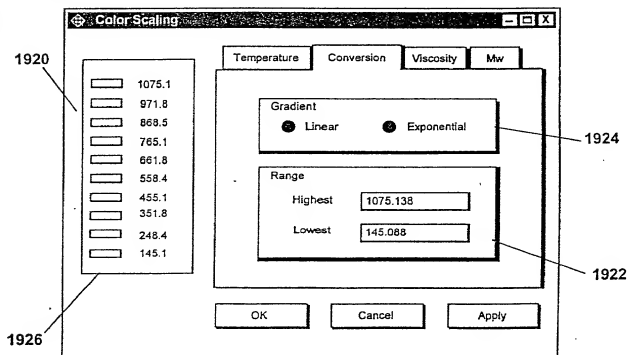 Color Scaling
1920
1075.1
971.8
868.5
765.1
661.8
558.4
455.1
351.8
248.4
145.1
1926
Temperature Conversion Viscosity Mw
Gradient
Linear Exponential
1924
Range
Highest 1075.138
Lowest 145.088
1922
OK Cancel Apply